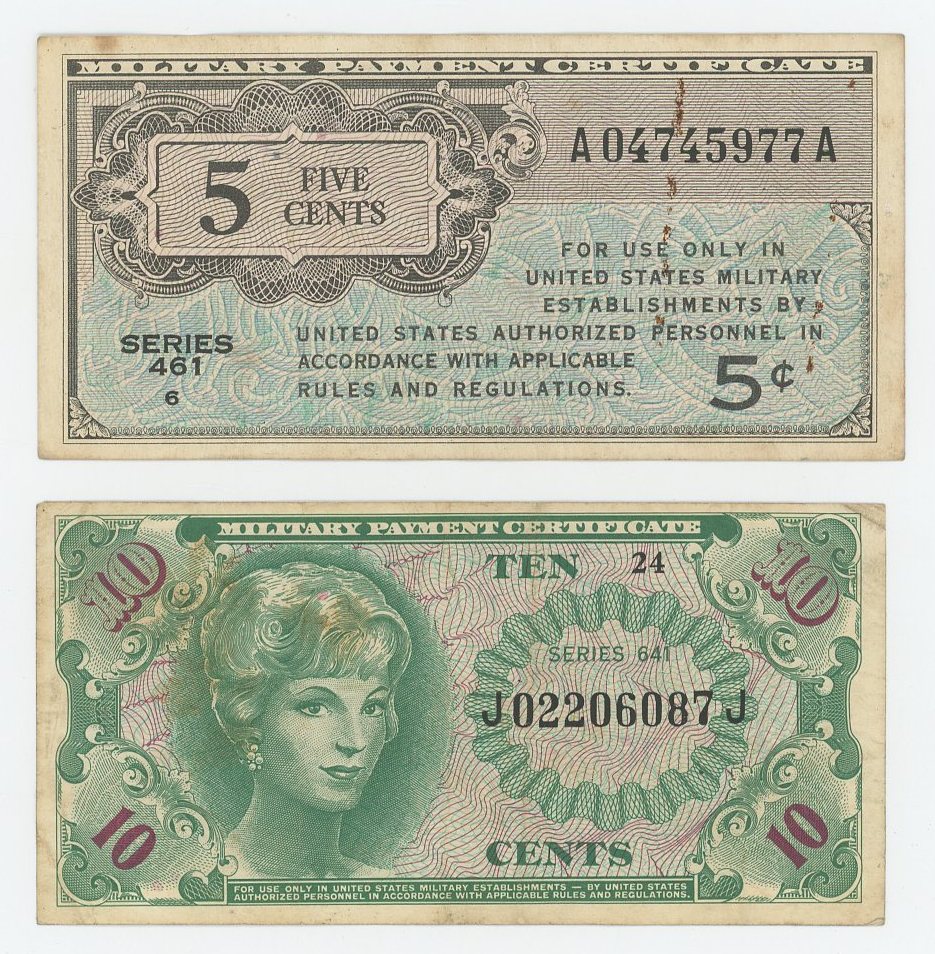 MILITARY PAYMENT CERTIFICATE
A04745977A
5 FIVE
CENTS
FOR USE ONLY IN
UNITED STATES MILITARY
ESTABLISHMENTS BY
UNITED STATES AUTHORIZED PERSONNEL IN
ACCORDANCE WITH APPLICABLE
RULES AND REGULATIONS.
SERIES
461
6
5¢
MILITARY PAYMENT CERTIFICATE
10
TEN 24
10
SERIES 641
J02206087J
10
CENTS
10
FOR USE ONLY IN UNITED STATES MILITARY ESTABLISHMENTS — BY UNITED STATES
AUTHORIZED PERSONNEL IN ACCORDANCE WITH APPLICABLE RULES AND REGULATIONS.